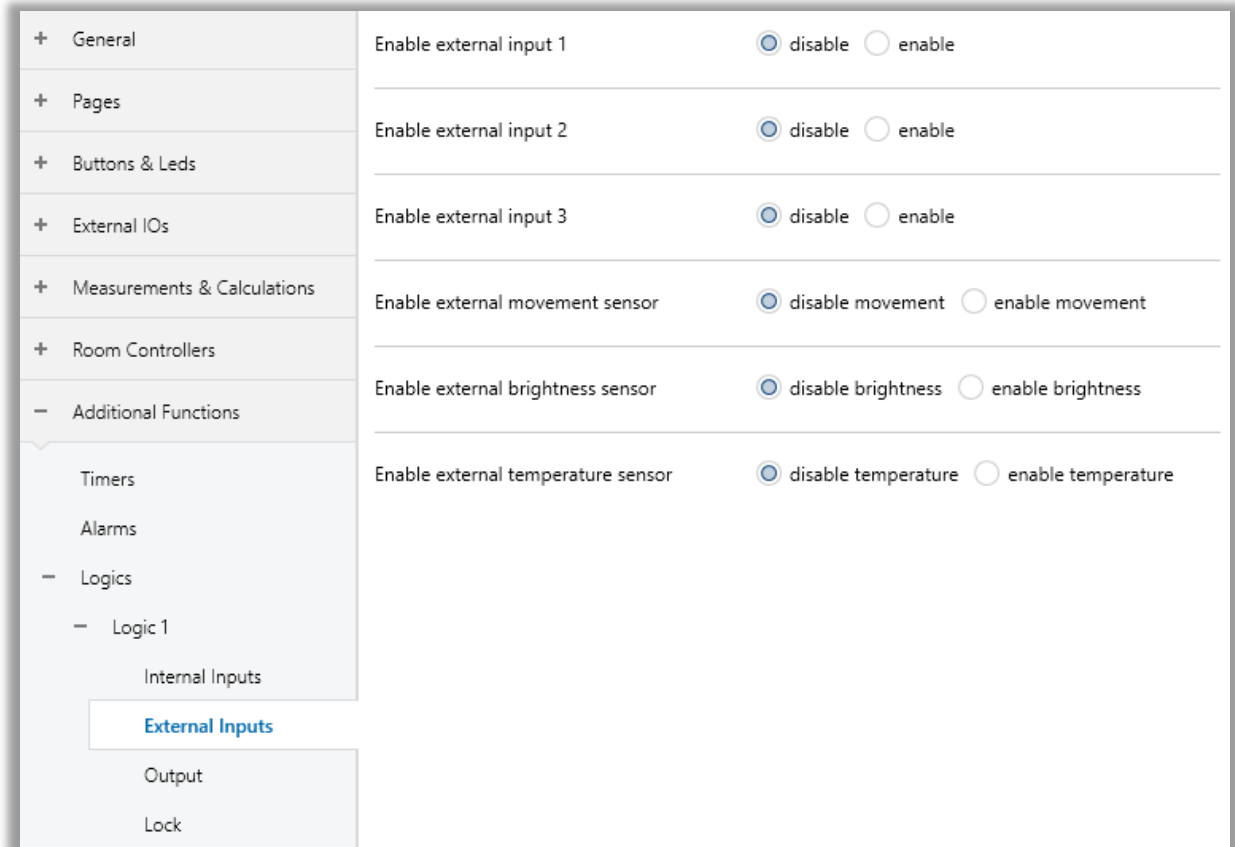 General
Pages
Buttons & Leds
External IOs
Measurements & Calculations
Room Controllers
Additional Functions
Timers
Alarms
Logics
Logic 1
Internal Inputs
External Inputs
Output
Lock
Enable external input 1 disable enable
Enable external input 2 disable enable
Enable external input 3 disable enable
Enable external movement sensor disable movement enable movement
Enable external brightness sensor disable brightness enable brightness
Enable external temperature sensor disable temperature enable temperature